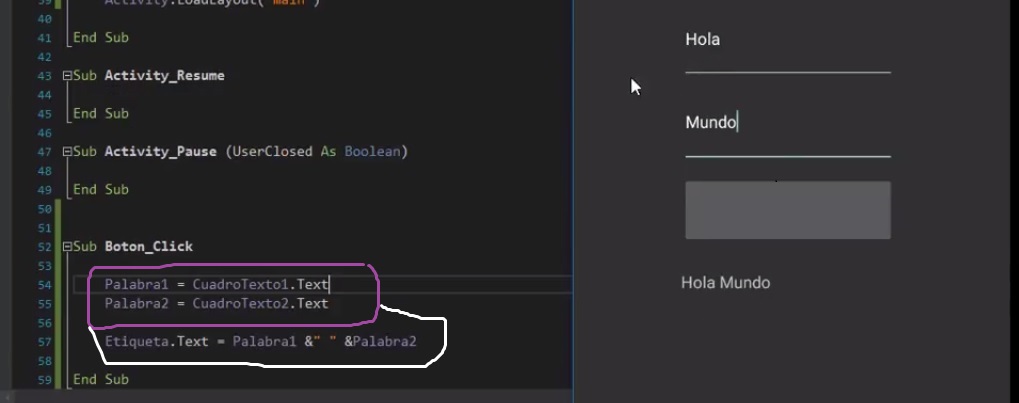 39 Activity.LoadLayout("main")
40
41 End Sub
42
43 Sub Activity_Resume
44
45 End Sub
46
47 Sub Activity_Pause (UserClosed As Boolean)
48
49 End Sub
50
51
52 Sub Boton_Click
53
54 Palabra1 = CuadroTexto1.Text
55 Palabra2 = CuadroTexto2.Text
56
57 Etiqueta.Text = Palabra1 &" " &Palabra2
58
59 End Sub
Hola
Mundo
Hola Mundo